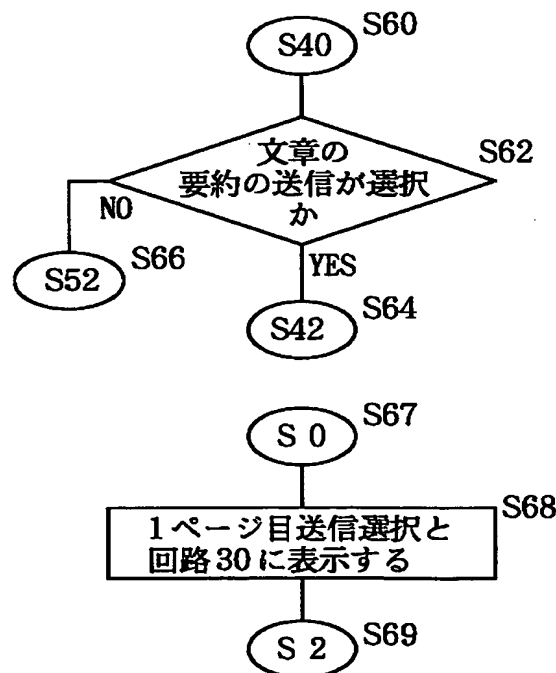 S40 S60
文章の
要約の送信が選択
か
S62
NO
YES
S52 S66
S42 S64
S 0 S67
S68
1ページ目送信選択と
回路30に表示する
S 2 S69